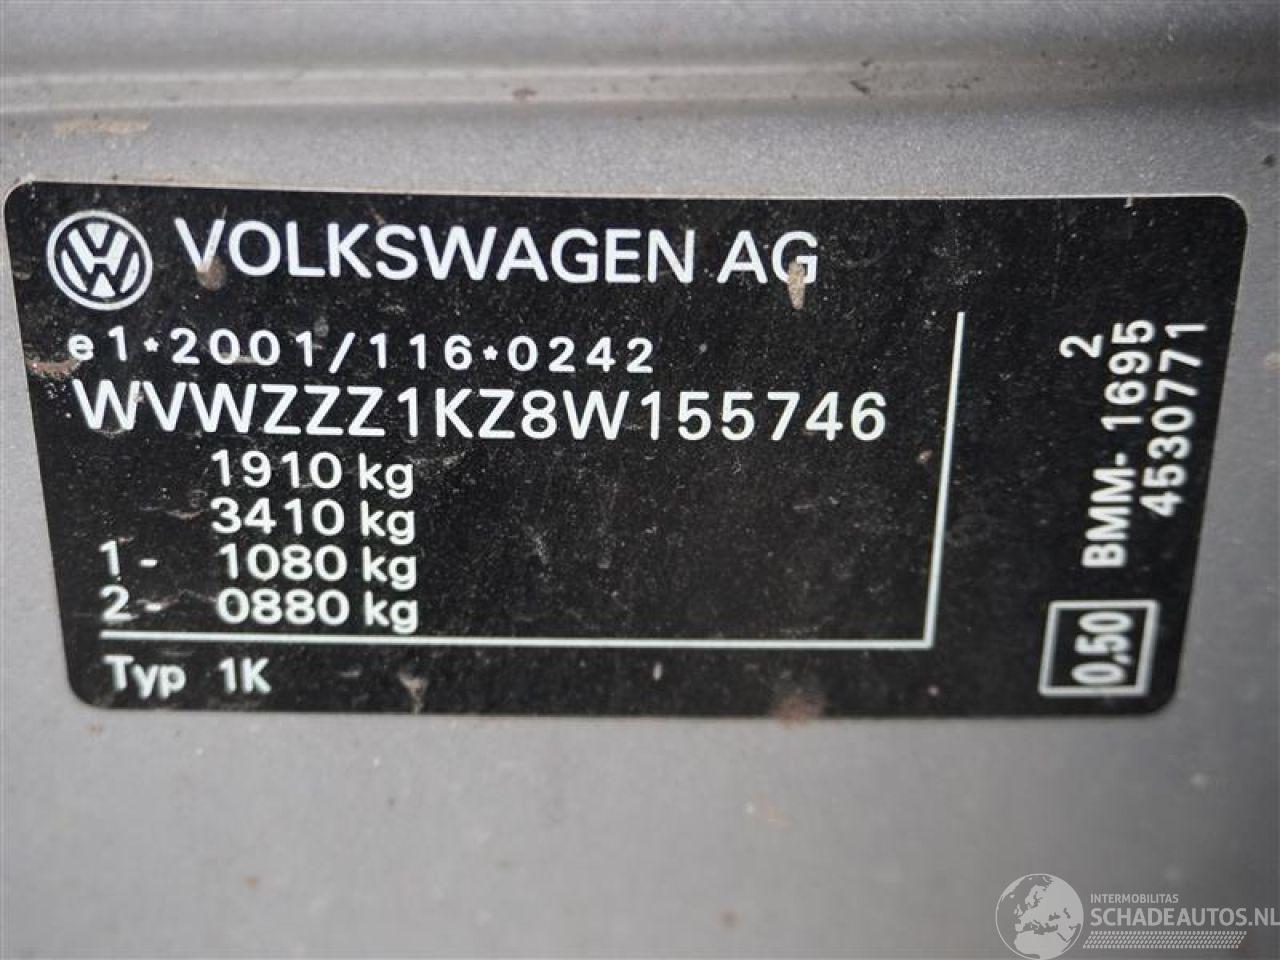 VOLKSWAGEN AG
e1*2001/116*0242
WVWZZZ1KZ8W155746
1910 kg
3410 kg
1- 1080 kg
2- 0880 kg
Typ 1K
2
BMM-1695
4530771
0,50
INTERMOBILITAS
SCHADEAUTOS.NL